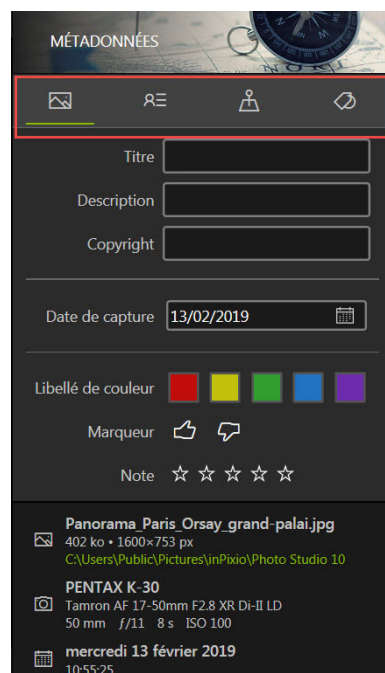 MÉTADONNÉES
Titre
Description
Copyright
Date de capture 13/02/2019
Libellé de couleur
Marqueur
Note
Panorama_Paris_Orsay_grand-palai.jpg
402 ko • 1600×753 px
C:\Users\Public\Pictures\inPixio\Photo Studio 10
PENTAX K-30
Tamron AF 17-50mm F2.8 XR Di-II LD
50 mm ƒ/11 8 s ISO 100
mercredi 13 février 2019
10:55:25